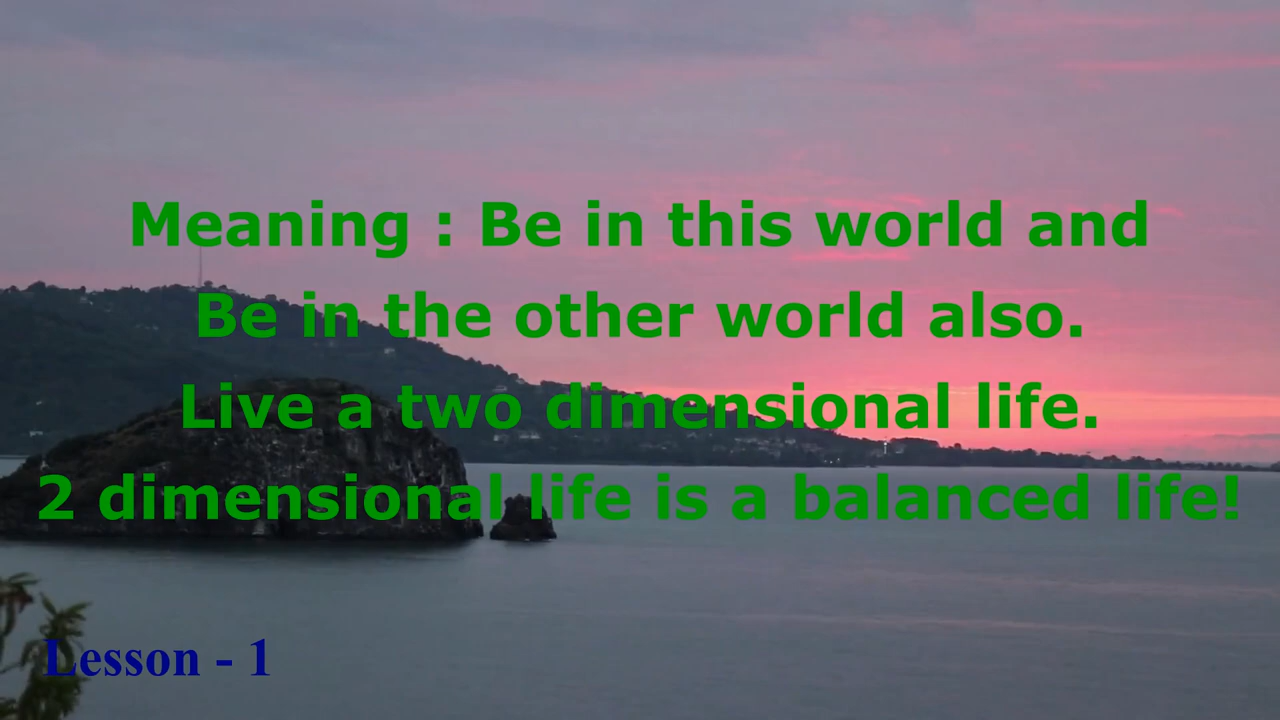 Meaning : Be in this world and
Be in the other world also.
Live a two dimensional life.
2 dimensional life is a balanced life!
Lesson - 1